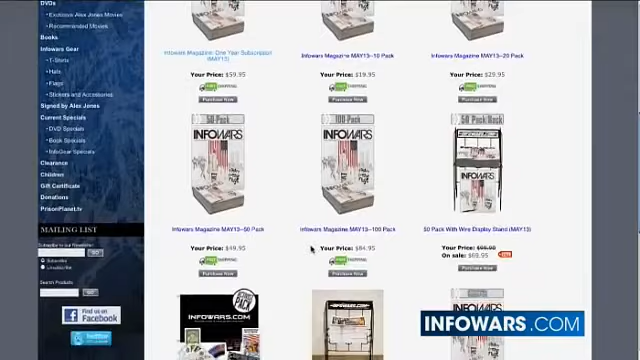 DVDs
• Exclusive Alex Jones Movies
• Recommended Movies
Books
Infowars Gear
• T-Shirts
• Hats
• Flags
• Stickers and Accessories
Signed by Alex Jones
Current Specials
• DVD Specials
• Book Specials
• InfoGear Specials
Clearance
Children
Gift Certificate
Donations
PrisonPlanet.tv
MAILING LIST
Subscribe to our Newsletter
GO
Subscribe
Unsubscribe
Search Products
GO
Find us on
Facebook
twitter
Infowars Magazine: One Year Subscription
(MAY13)
Your Price: $59.95
Purchase Now
Infowars Magazine MAY13--10 Pack
Your Price: $19.95
Purchase Now
Infowars Magazine MAY13--20 Pack
Your Price: $29.95
Purchase Now
50-Pack
INFOWARS
100-Pack
INFOWARS
50 Pack/Rack
INFOWARS
Infowars Magazine MAY13--50 Pack
Your Price: $49.95
Purchase Now
Infowars Magazine MAY13--100 Pack
Your Price: $84.95
Purchase Now
50 Pack With Wire Display Stand (MAY13)
Your Price:
On sale: $69.95
Purchase Now
PACK
INFOWARS.COM
INFOWARS.COM